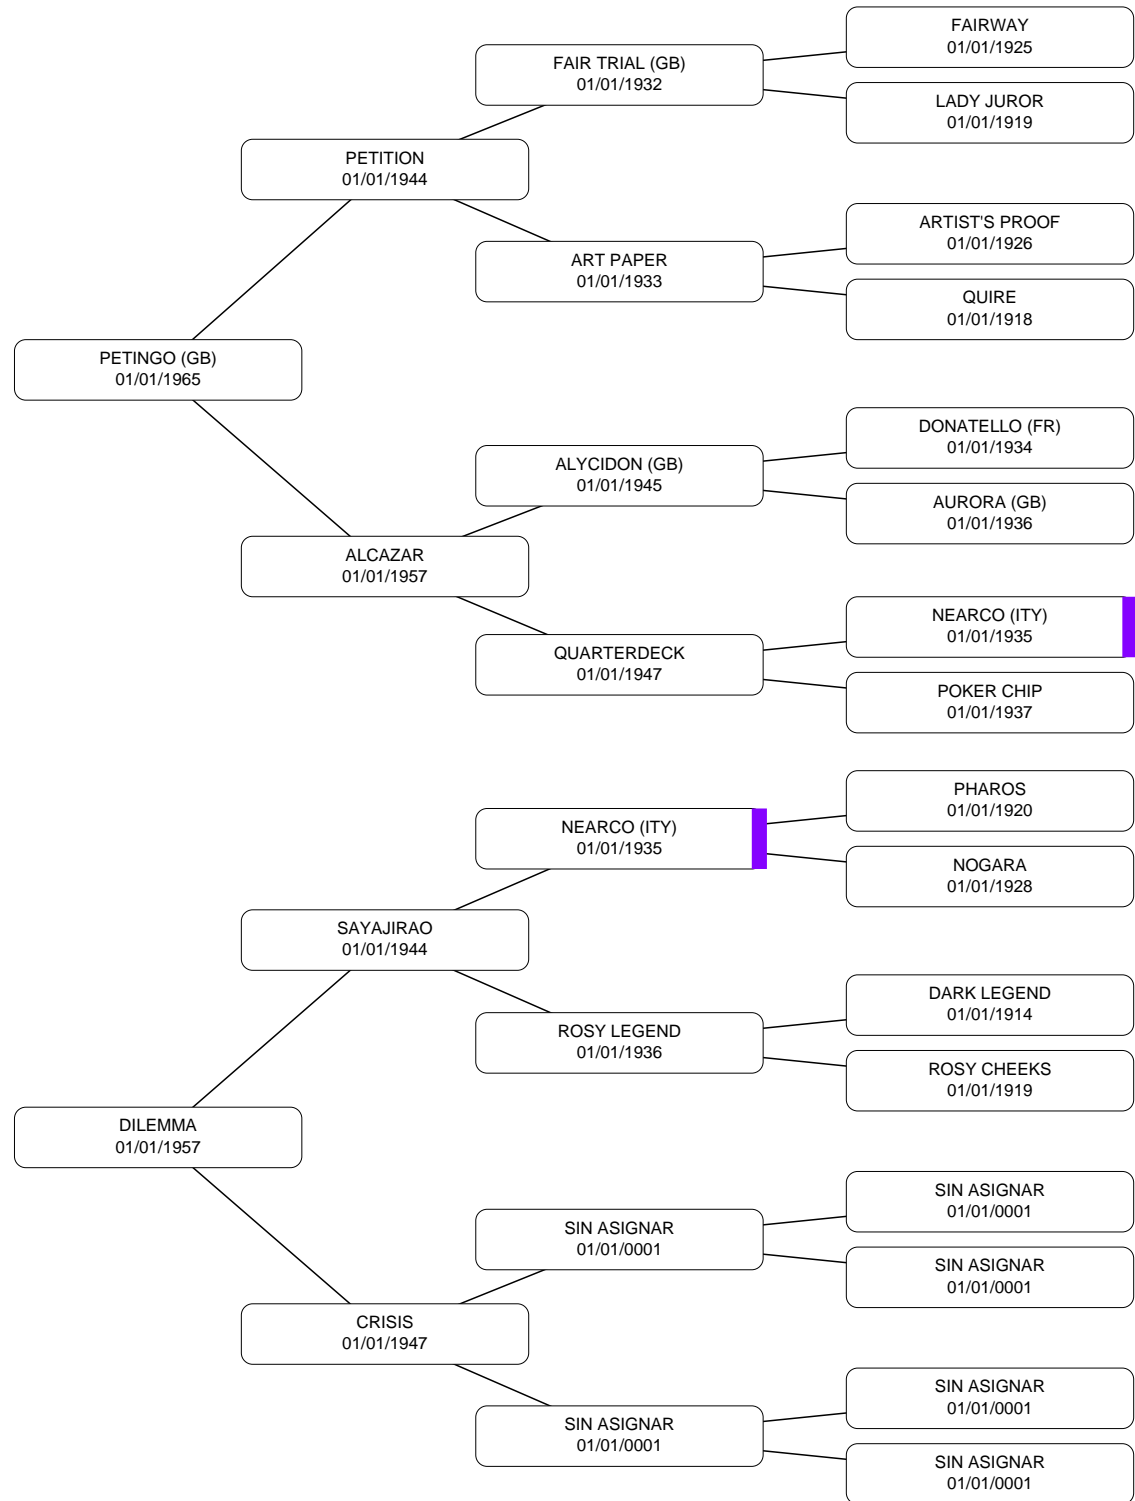 FAIRWAY
01/01/1925
FAIR TRIAL (GB)
01/01/1932
LADY JUROR
01/01/1919
PETITION
01/01/1944
ARTIST'S PROOF
01/01/1926
ART PAPER
01/01/1933
QUIRE
01/01/1918
PETINGO (GB)
01/01/1965
DONATELLO (FR)
01/01/1934
ALYCIDON (GB)
01/01/1945
AURORA (GB)
01/01/1936
ALCAZAR
01/01/1957
NEARCO (ITY)
01/01/1935
QUARTERDECK
01/01/1947
POKER CHIP
01/01/1937
PHAROS
01/01/1920
NEARCO (ITY)
01/01/1935
NOGARA
01/01/1928
SAYAJIRAO
01/01/1944
DARK LEGEND
01/01/1914
ROSY LEGEND
01/01/1936
ROSY CHEEKS
01/01/1919
DILEMMA
01/01/1957
SIN ASIGNAR
01/01/0001
SIN ASIGNAR
01/01/0001
SIN ASIGNAR
01/01/0001
CRISIS
01/01/1947
SIN ASIGNAR
01/01/0001
SIN ASIGNAR
01/01/0001
SIN ASIGNAR
01/01/0001